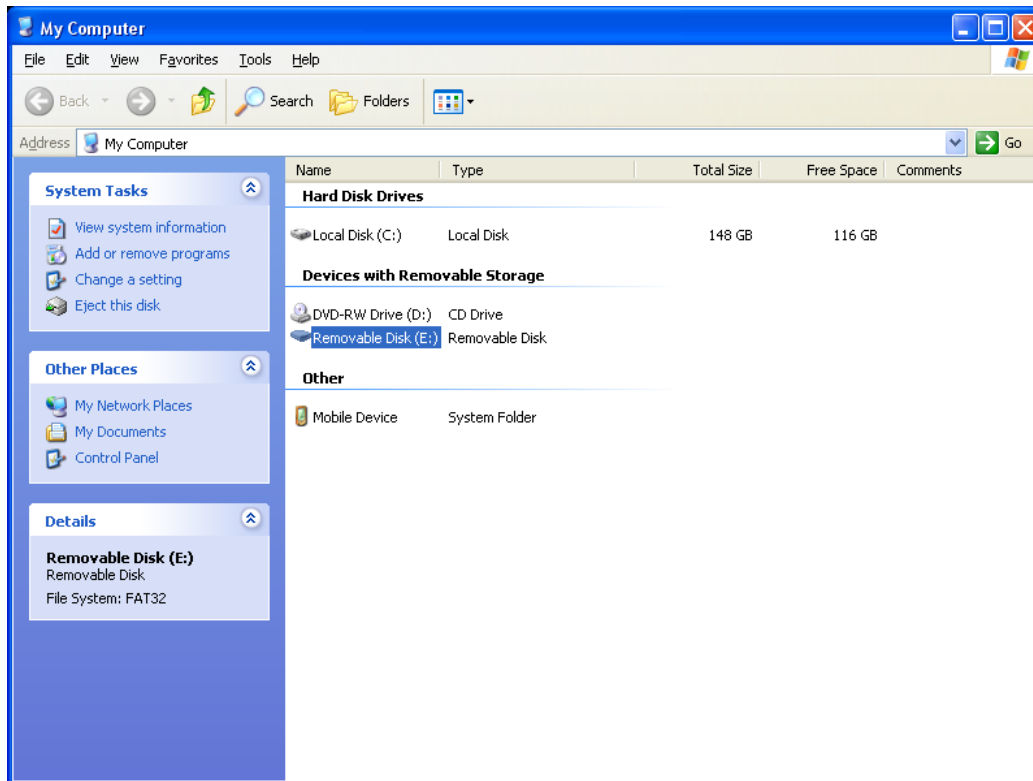 My Computer
File Edit View Favorites Tools Help
Back Search Folders
Address My Computer Go
System Tasks
View system information
Add or remove programs
Change a setting
Eject this disk
Other Places
My Network Places
My Documents
Control Panel
Details
Removable Disk (E:)
Removable Disk
File System: FAT32
Name Type Total Size Free Space Comments
Hard Disk Drives
Local Disk (C:) Local Disk 148 GB 116 GB
Devices with Removable Storage
DVD-RW Drive (D:) CD Drive
Removable Disk (E:) Removable Disk
Other
Mobile Device System Folder